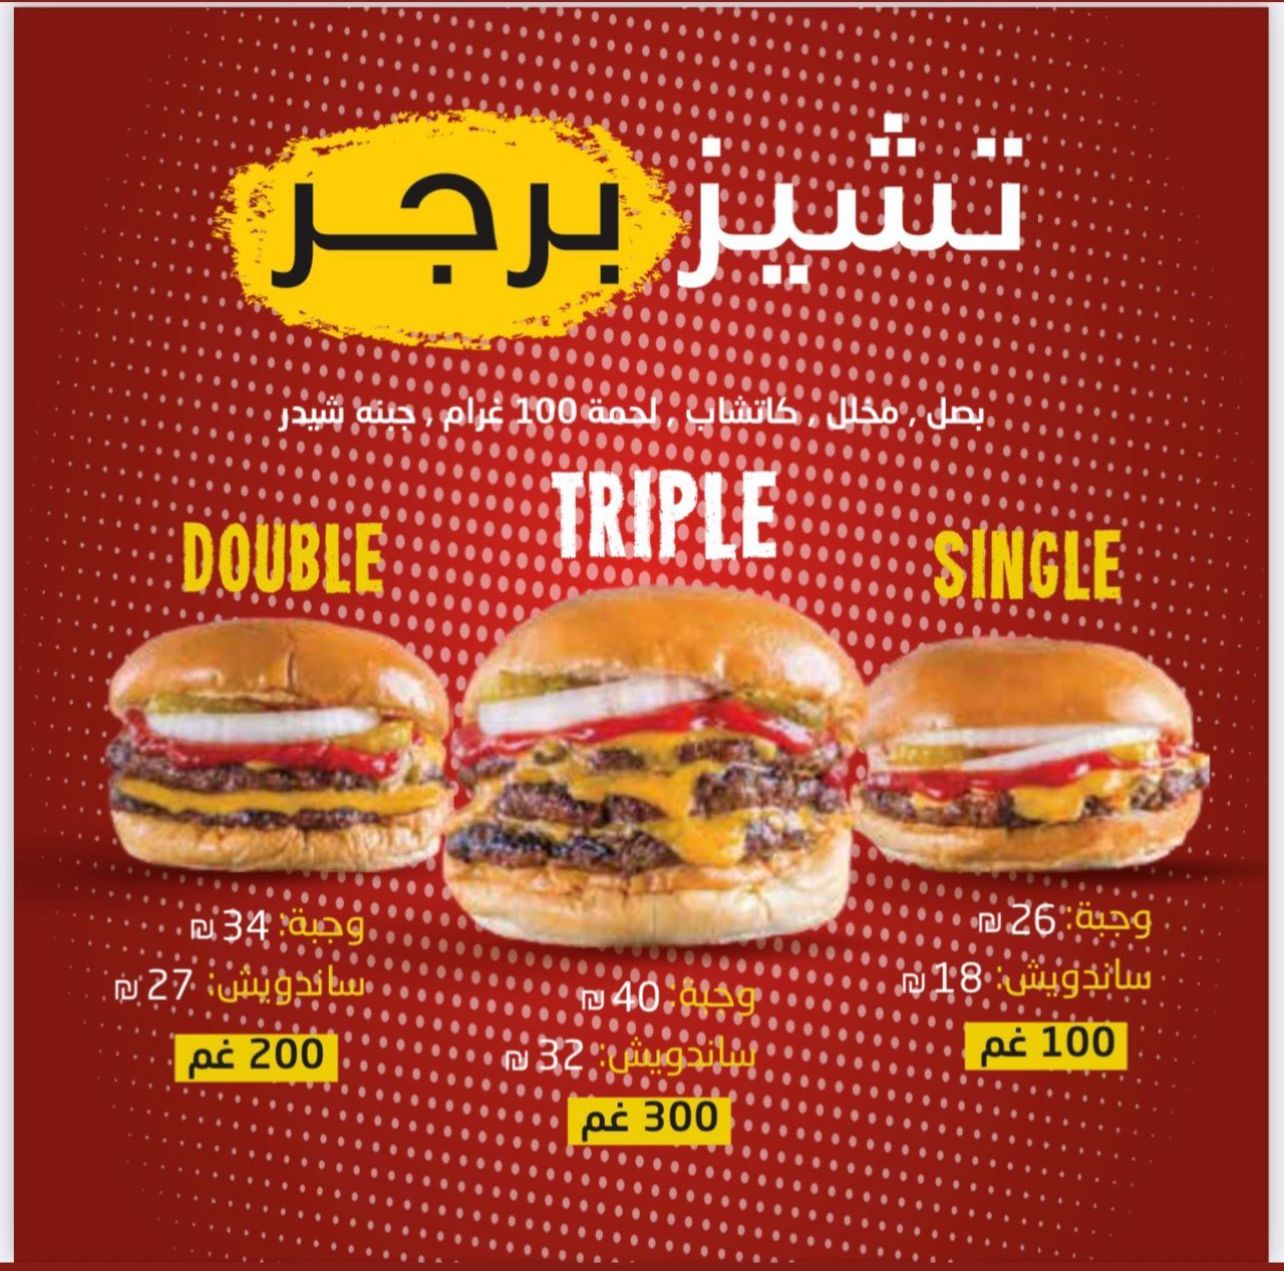 تشيز برجر
بصل , مخلل , كاتشاب , لحمة 100 غرام , جبنه شيدر
SINGLE
وجبة: 26 ₪
ساندويش: 18 ₪
100 غم
TRIPLE
وجبة: 40 ₪
ساندويش: 32 ₪
300 غم
DOUBLE
وجبة: 34 ₪
ساندويش: 27 ₪
200 غم